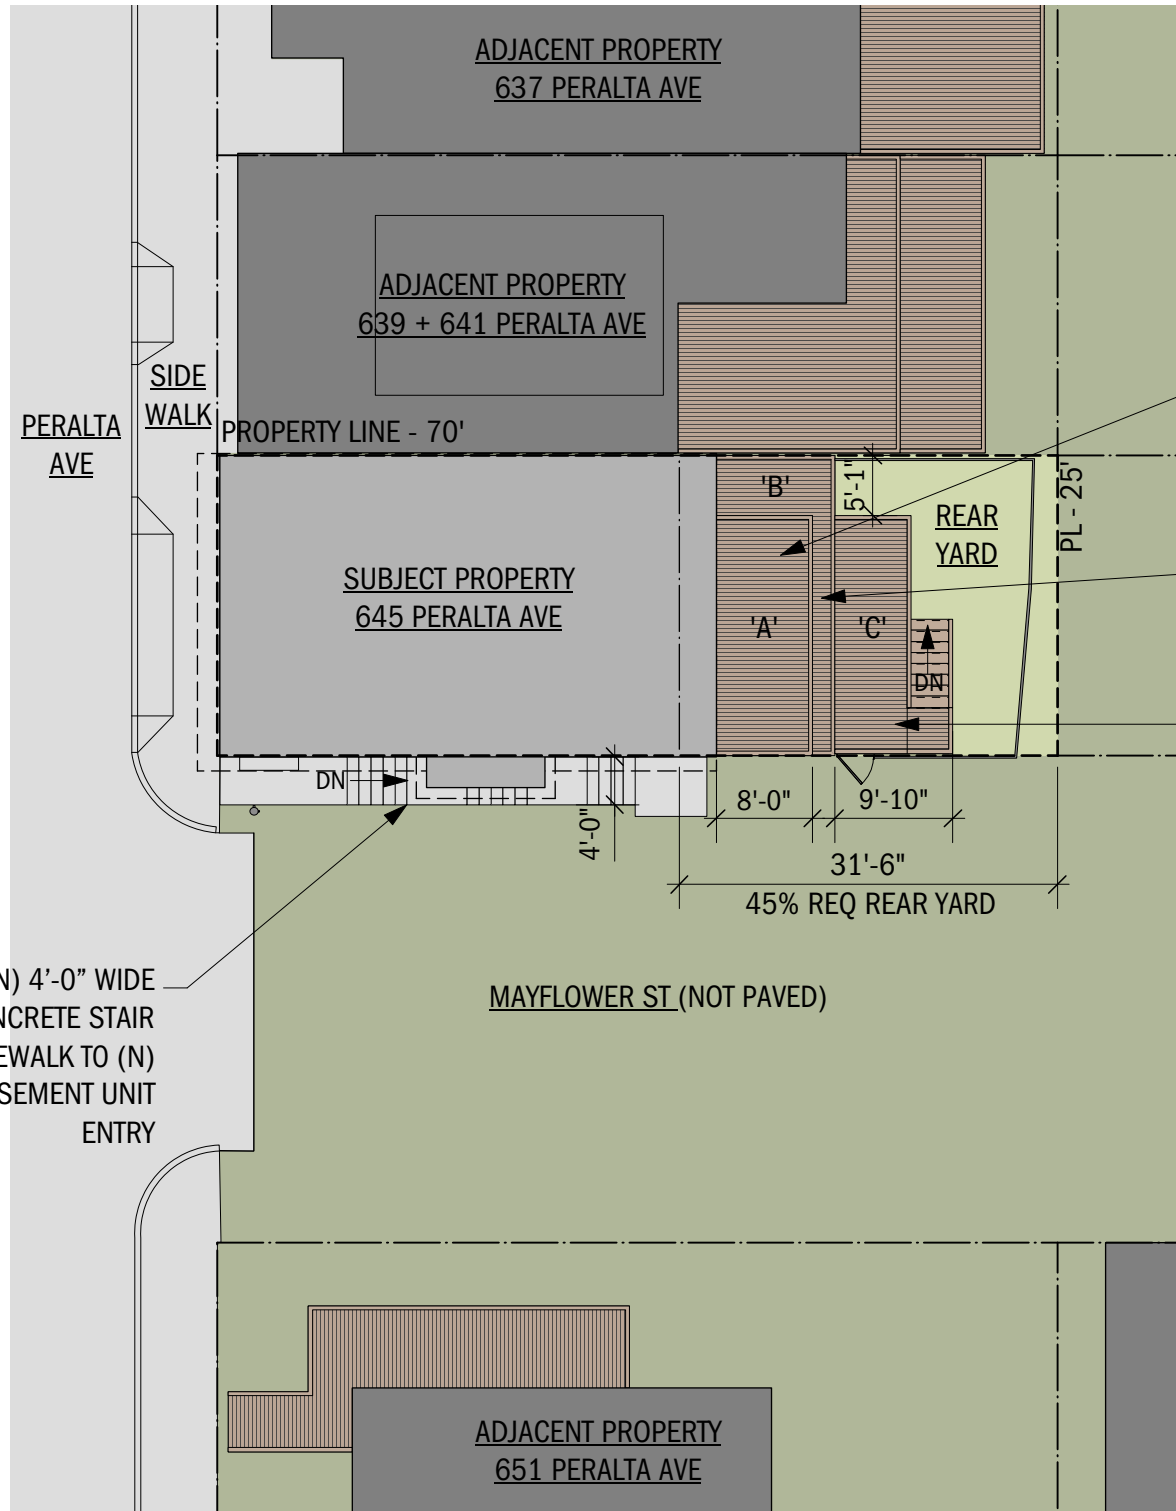 ADJACENT PROPERTY
637 PERALTA AVE
ADJACENT PROPERTY
639 + 641 PERALTA AVE
SIDE
WALK
PERALTA
AVE
PROPERTY LINE - 70'
'B'
5'-1"
REAR
YARD
PL - 25'
SUBJECT PROPERTY
645 PERALTA AVE
'A'
'C'
DN
DN
4'-0"
8'-0"
9'-10"
31'-6"
45% REQ REAR YARD
N) 4’-0” WIDE
NCRETE STAIR
EWALK TO (N)
SEMENT UNIT
ENTRY
MAYFLOWER ST (NOT PAVED)
ADJACENT PROPERTY
651 PERALTA AVE